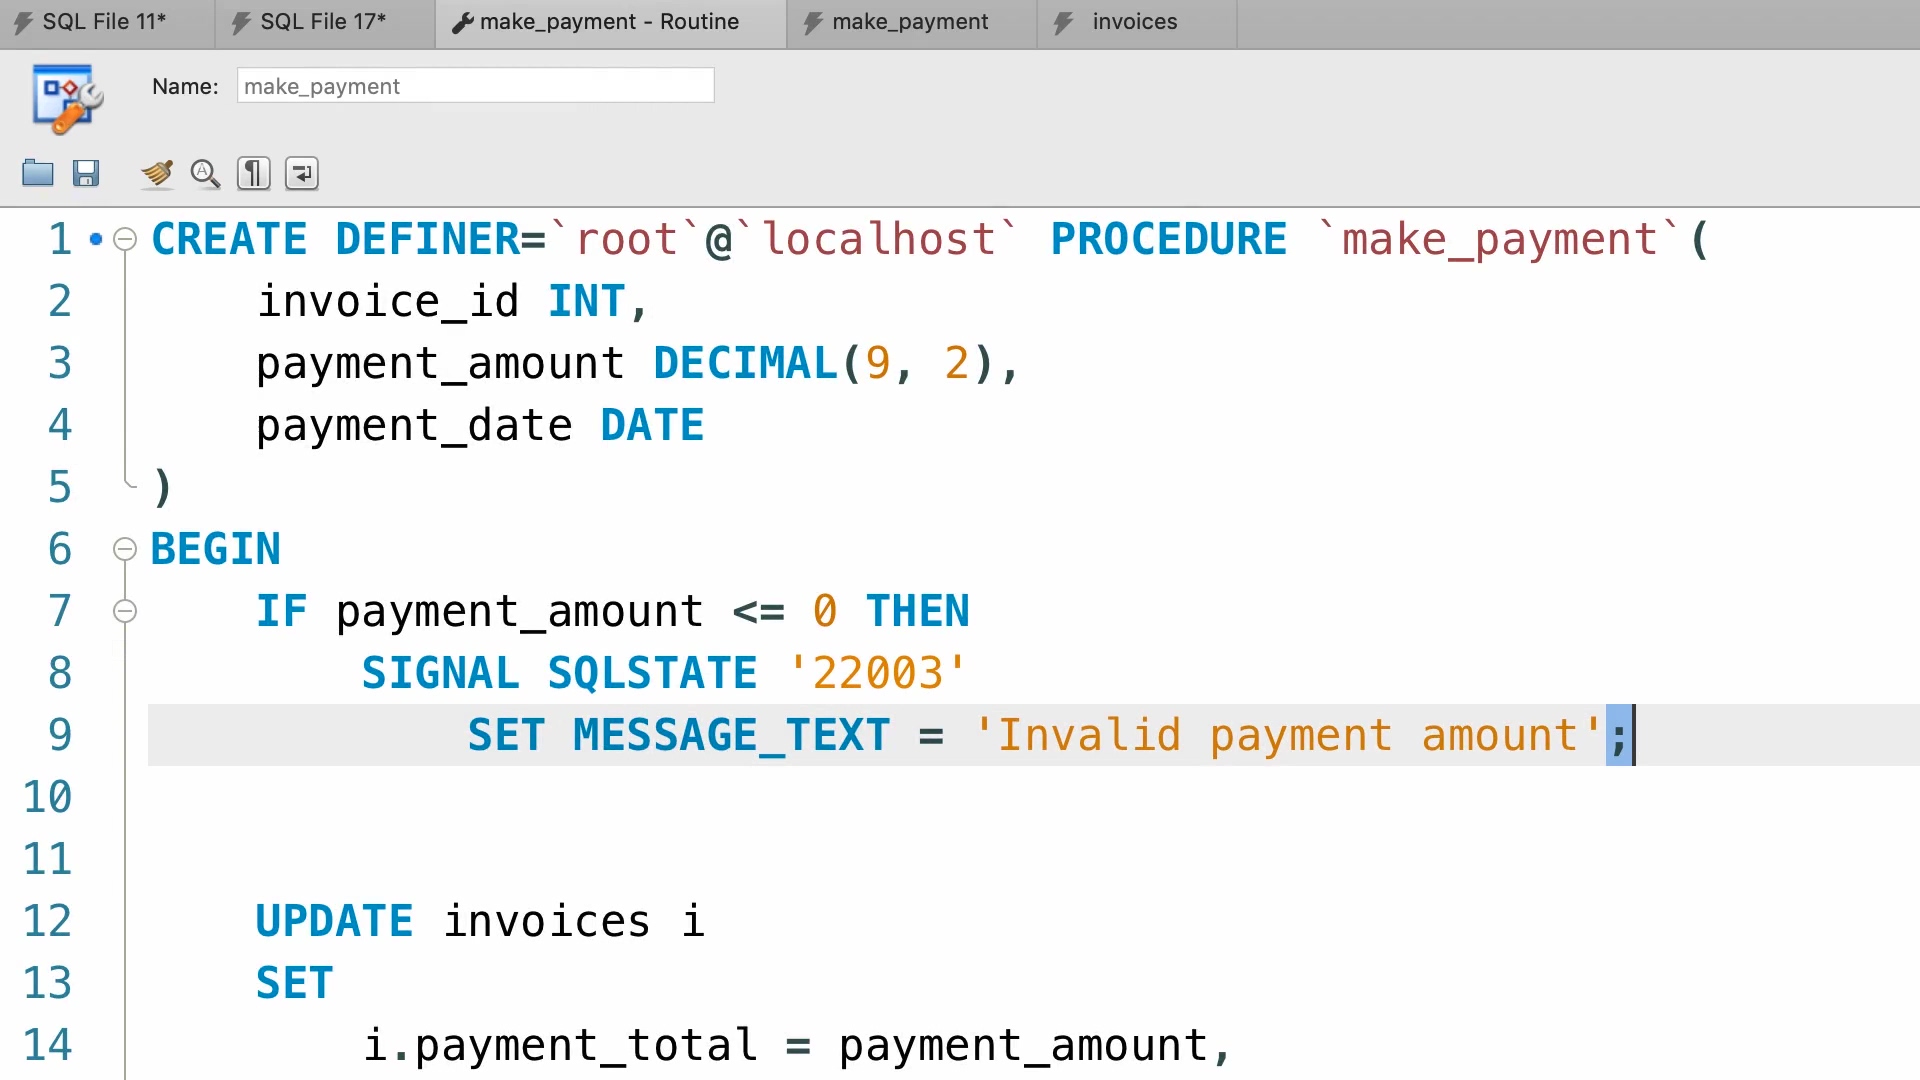 SQL File 11* SQL File 17* make_payment - Routine make_payment invoices
Name: make_payment
1 CREATE DEFINER=`root`@`localhost` PROCEDURE `make_payment`(
2 invoice_id INT,
3 payment_amount DECIMAL(9, 2),
4 payment_date DATE
5 )
6 BEGIN
7 IF payment_amount <= 0 THEN
8 SIGNAL SQLSTATE '22003'
9 SET MESSAGE_TEXT = 'Invalid payment amount';
10
11
12 UPDATE invoices i
13 SET
14 i.payment_total = payment_amount,